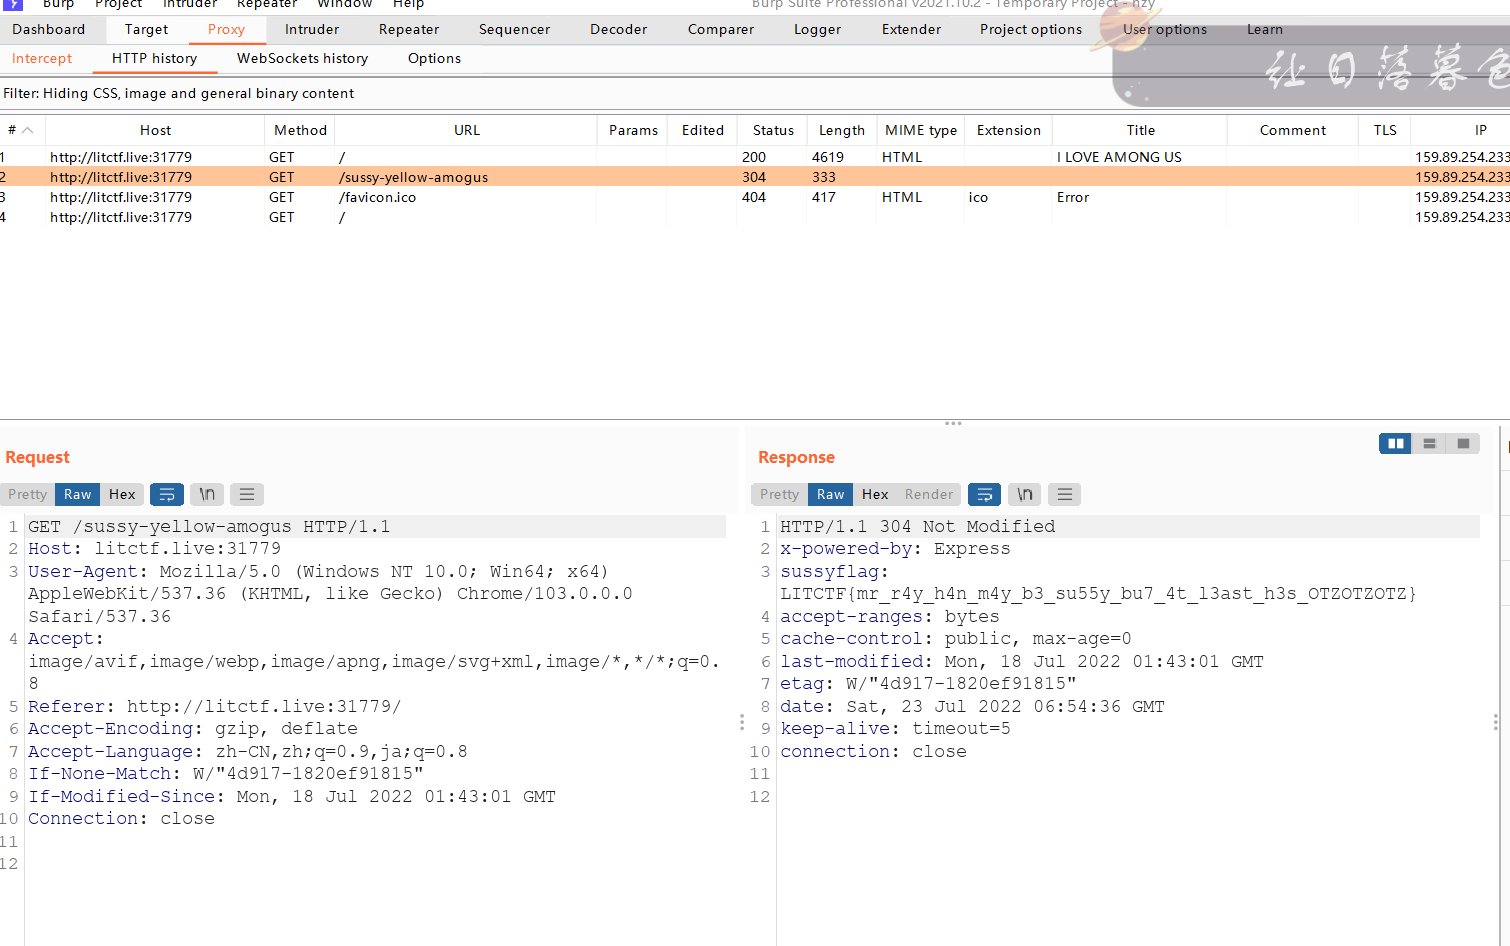 Burp Project Intruder Repeater Window Help Burp Suite Professional v2021.10.2 - Temporary Project - nzy
Dashboard Target Proxy Intruder Repeater Sequencer Decoder Comparer Logger Extender Project options User options Learn
让日落暮色
Intercept HTTP history WebSockets history Options
Filter: Hiding CSS, image and general binary content
# Host Method URL Params Edited Status Length MIME type Extension Title Comment TLS IP
1 http://litctf.live:31779 GET / 200 4619 HTML I LOVE AMONG US 159.89.254.233
2 http://litctf.live:31779 GET /sussy-yellow-amogus 304 333 159.89.254.233
3 http://litctf.live:31779 GET /favicon.ico 404 417 HTML ico Error 159.89.254.233
4 http://litctf.live:31779 GET / 159.89.254.233
Request
Pretty Raw Hex \n
1 GET /sussy-yellow-amogus HTTP/1.1
2 Host: litctf.live:31779
3 User-Agent: Mozilla/5.0 (Windows NT 10.0; Win64; x64)
AppleWebKit/537.36 (KHTML, like Gecko) Chrome/103.0.0.0
Safari/537.36
4 Accept:
image/avif,image/webp,image/apng,image/svg+xml,image/*,*/*;q=0.
8
5 Referer: http://litctf.live:31779/
6 Accept-Encoding: gzip, deflate
7 Accept-Language: zh-CN,zh;q=0.9,ja;q=0.8
8 If-None-Match: W/"4d917-1820ef91815"
9 If-Modified-Since: Mon, 18 Jul 2022 01:43:01 GMT
10 Connection: close
11
12
Response
Pretty Raw Hex Render \n
1 HTTP/1.1 304 Not Modified
2 x-powered-by: Express
3 sussyflag:
LITCTF{mr_r4y_h4n_m4y_b3_su55y_bu7_4t_l3ast_h3s_OTZOTZOTZ}
4 accept-ranges: bytes
5 cache-control: public, max-age=0
6 last-modified: Mon, 18 Jul 2022 01:43:01 GMT
7 etag: W/"4d917-1820ef91815"
8 date: Sat, 23 Jul 2022 06:54:36 GMT
9 keep-alive: timeout=5
10 connection: close
11
12